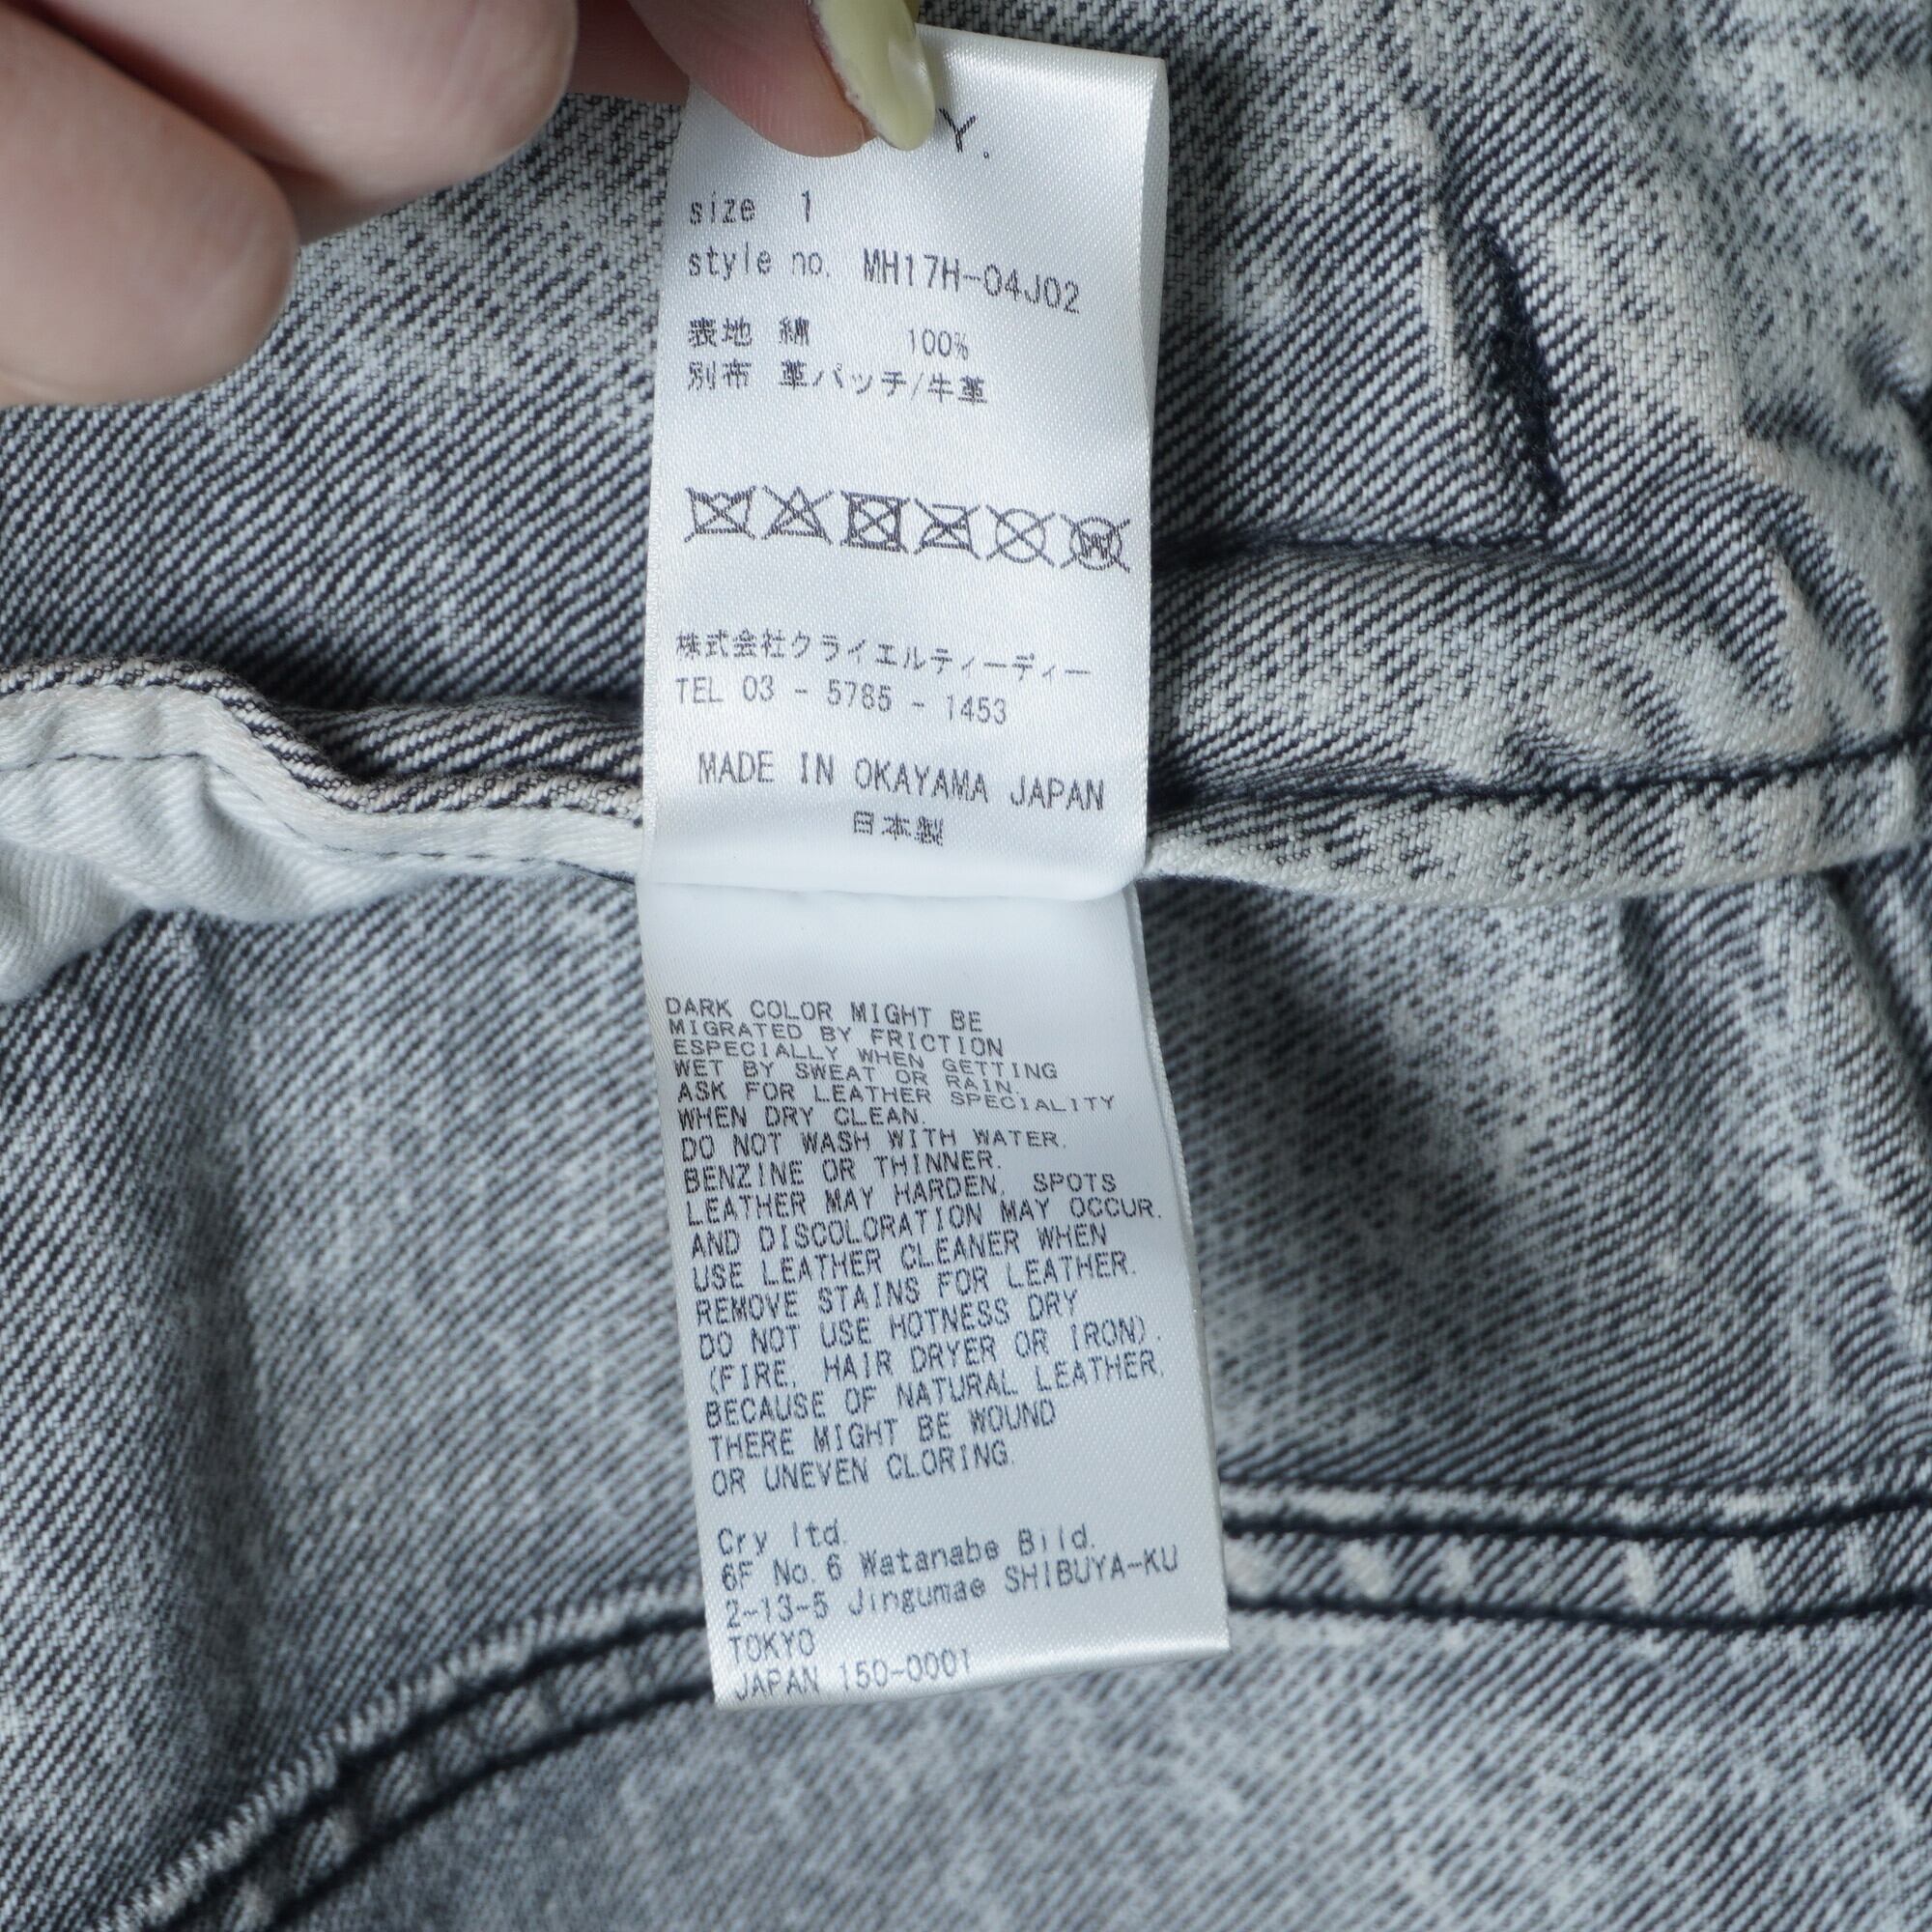 Y.
size 1
style no. MH17H-04J02
表地 綿 100%
別布 革パッチ/牛革
W
株式会社クライエルティーディー
TEL 03 - 5785 - 1453
MADE IN OKAYAMA JAPAN
日本製
DARK COLOR MIGHT BE
MIGRATED BY FRICTION
ESPECIALLY WHEN GETTING
WET BY SWEAT OR RAIN.
ASK FOR LEATHER SPECIALITY
WHEN DRY CLEAN.
DO NOT WASH WITH WATER.
BENZINE OR THINNER.
LEATHER MAY HARDEN, SPOTS
AND DISCOLORATION MAY OCCUR.
USE LEATHER CLEANER WHEN
REMOVE STAINS FOR LEATHER.
DO NOT USE HOTNESS DRY
(FIRE, HAIR DRYER OR IRON).
BECAUSE OF NATURAL LEATHER,
THERE MIGHT BE WOUND
OR UNEVEN CLORING.
Cry ltd.
6F No.6 Watanabe Bild.
2-13-5 Jingumae SHIBUYA-KU
TOKYO
JAPAN 150-0001